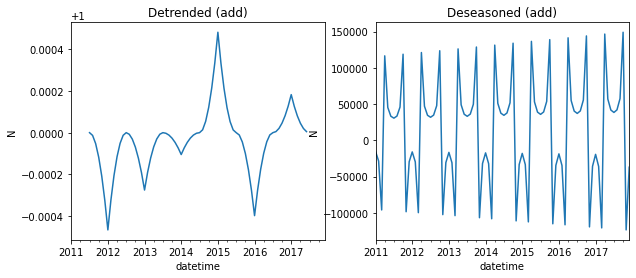 Detrended (add)
+1
0.0004
0.0002
0.0000
−0.0002
−0.0004
N
2011 2012 2013 2014 2015 2016 2017
datetime
Deseasoned (add)
150000
100000
50000
0
−50000
−100000
N
2011 2012 2013 2014 2015 2016 2017
datetime